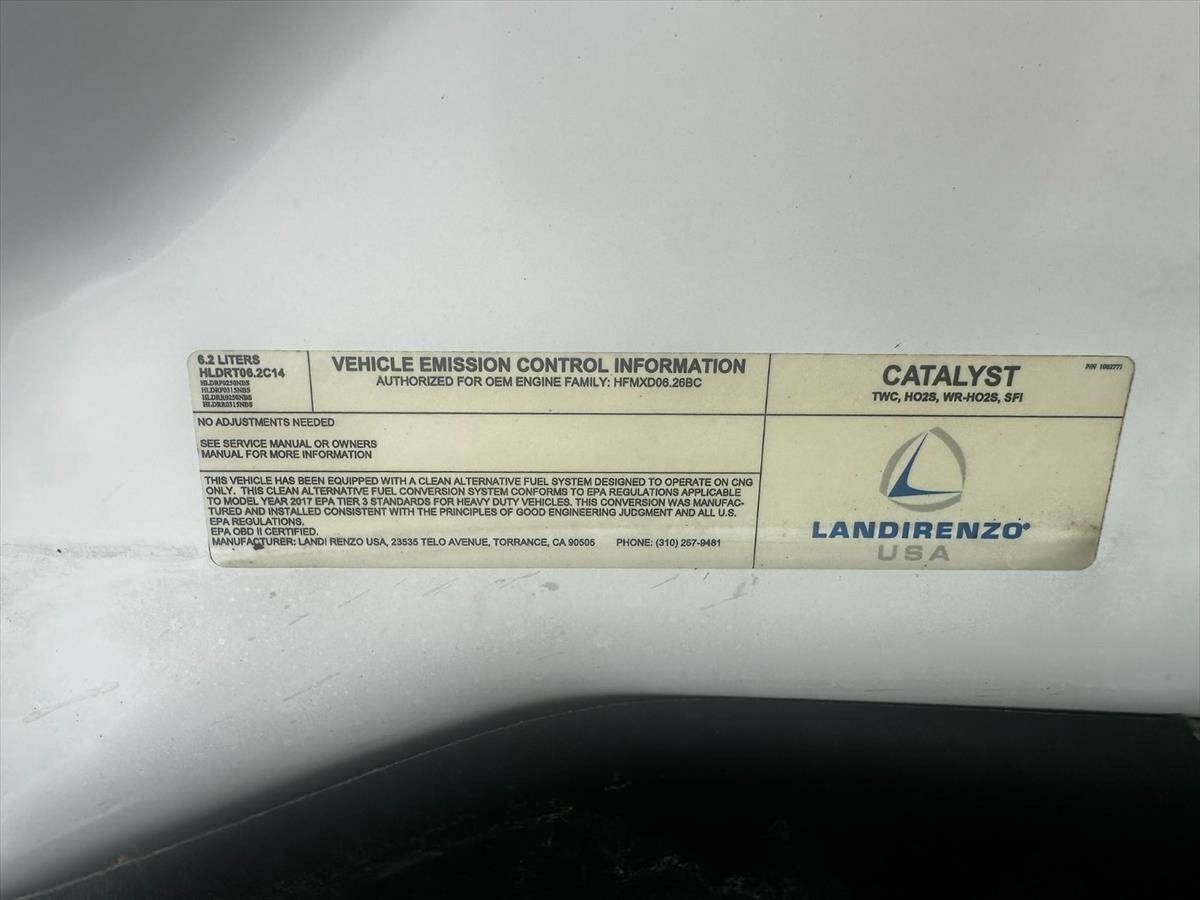 6.2 LITERS
HLDRT06.2C14
HLDRF0250NBS
HLDRF0315NBS
HLDRR0250NBS
HLDRR0315NBS
VEHICLE EMISSION CONTROL INFORMATION
AUTHORIZED FOR OEM ENGINE FAMILY: HFMXD06.26BC
CATALYST
TWC, HO2S, WR-HO2S, SFI
P/N 1002771
NO ADJUSTMENTS NEEDED
SEE SERVICE MANUAL OR OWNERS
MANUAL FOR MORE INFORMATION
THIS VEHICLE HAS BEEN EQUIPPED WITH A CLEAN ALTERNATIVE FUEL SYSTEM DESIGNED TO OPERATE ON CNG
ONLY. THIS CLEAN ALTERNATIVE FUEL CONVERSION SYSTEM CONFORMS TO EPA REGULATIONS APPLICABLE
TO MODEL YEAR 2017 EPA TIER 3 STANDARDS FOR HEAVY DUTY VEHICLES. THIS CONVERSION WAS MANUFAC-
TURED AND INSTALLED CONSISTENT WITH THE PRINCIPLES OF GOOD ENGINEERING JUDGMENT AND ALL U.S.
EPA REGULATIONS.
EPA OBD II CERTIFIED.
MANUFACTURER: LANDI RENZO USA, 23535 TELO AVENUE, TORRANCE, CA 90505 PHONE: (310) 257-9481
LANDIRENZO®
USA